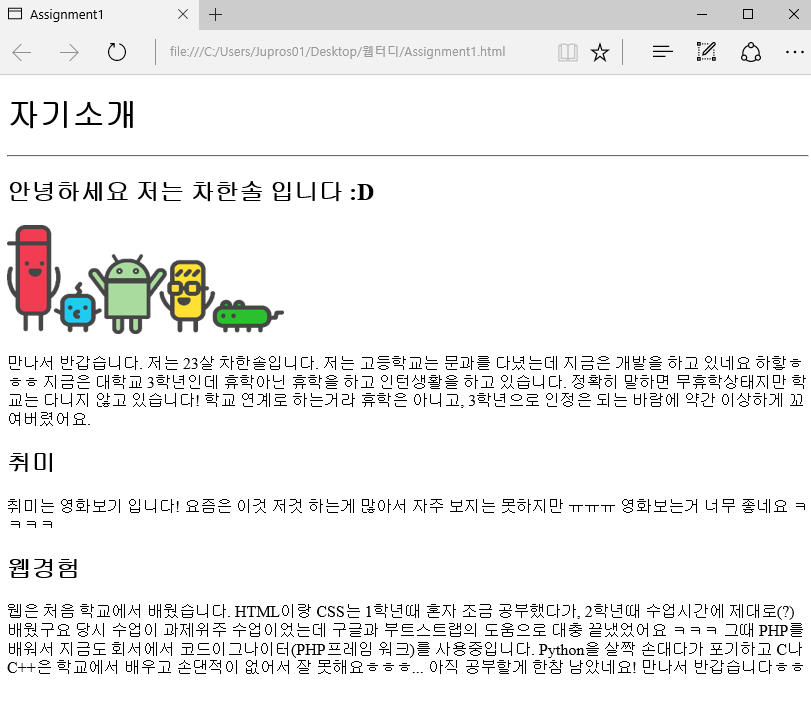 Assignment1
file:///C:/Users/Jupros01/Desktop/웹터디/Assignment1.html
자기소개
안녕하세요 저는 차한솔 입니다 :D
만나서 반갑습니다. 저는 23살 차한솔입니다. 저는 고등학교는 문과를 다녔는데 지금은 개발을 하고 있네요 하핳ㅎ
ㅎㅎ 지금은 대학교 3학년인데 휴학아닌 휴학을 하고 인턴생활을 하고 있습니다. 정확히 말하면 무휴학상태지만 학
교는 다니지 않고 있습니다! 학교 연계로 하는거라 휴학은 아니고, 3학년으로 인정은 되는 바람에 약간 이상하게 꼬
여버렸어요.
취미
취미는 영화보기 입니다! 요즘은 이것 저것 하는게 많아서 자주 보지는 못하지만 ㅠㅠㅠ 영화보는거 너무 좋네요 ㅋ
ㅋㅋㅋ
웹경험
웹은 처음 학교에서 배웠습니다. HTML이랑 CSS는 1학년때 혼자 조금 공부했다가, 2학년때 수업시간에 제대로(?)
배웠구요 당시 수업이 과제위주 수업이었는데 구글과 부트스트랩의 도움으로 대충 끝냈었어요 ㅋㅋㅋ 그때 PHP를
배워서 지금도 회서에서 코드이그나이터(PHP프레임 워크)를 사용중입니다. Python을 살짝 손대다가 포기하고 C나
C++은 학교에서 배우고 손댄적이 없어서 잘 못해요ㅎㅎㅎ... 아직 공부할게 한참 남았네요! 만나서 반갑습니다ㅎㅎ